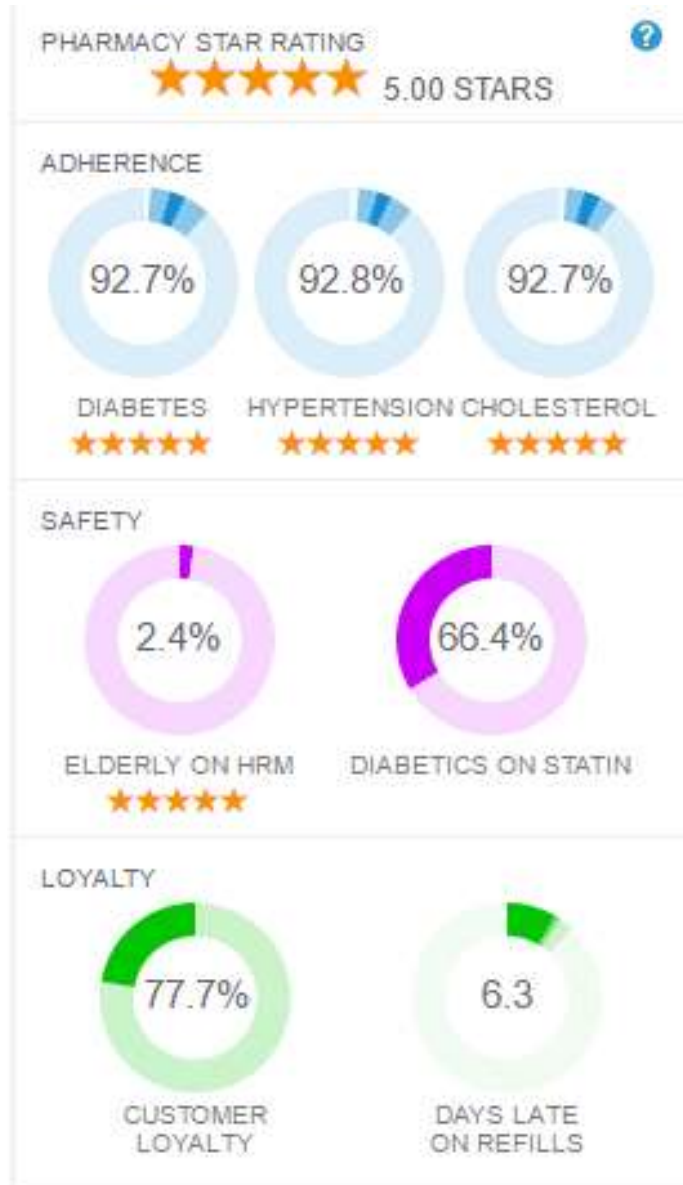 PHARMACY STAR RATING
?
5.00 STARS
ADHERENCE
92.7%
92.8%
92.7%
DIABETES
HYPERTENSION
CHOLESTEROL
SAFETY
2.4%
66.4%
ELDERLY ON HRM
DIABETICS ON STATIN
LOYALTY
77.7%
6.3
CUSTOMER
LOYALTY
DAYS LATE
ON REFILLS